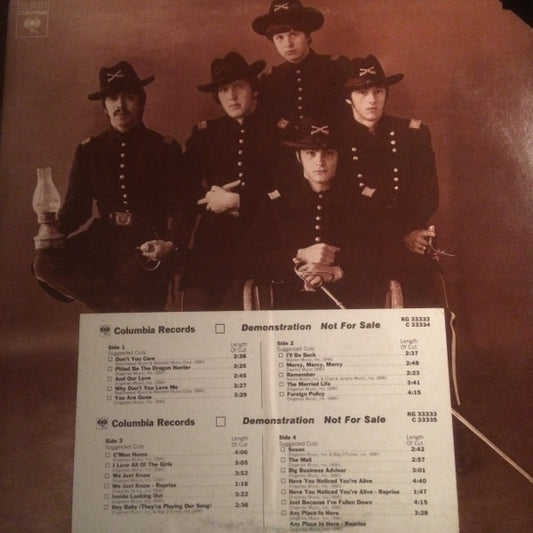 Columbia
Columbia Records Demonstration Not For Sale KG 33333
C 33334
Side 1
Suggested Cuts
Length
Of Cut
Don't You Care 2:28
Pitied Be The Dragon Hunter 2:25
And Our Love 2:45
Why Don't You Love Me 2:27
You Are Gone 3:29
Side 2
Suggested Cuts
Length
Of Cut
I'll Be Back 2:37
Mercy, Mercy, Mercy 2:48
Remember 2:23
The Married Life 3:41
Foreign Policy 4:15
Columbia Records Demonstration Not For Sale KG 33333
C 33335
Side 3
Suggested Cuts
Length
Of Cut
C'Mon Home 4:06
I Love All Of The Girls 3:05
We Just Know 3:52
We Just Know - Reprise 1:16
Inside Looking Out 3:22
Hey Baby (They're Playing Our Song) 2:36
Side 4
Suggested Cuts
Length
Of Cut
Susan 2:42
The Mail 2:57
Big Business Advisor 3:01
Have You Noticed You're Alive 4:40
Have You Noticed You're Alive - Reprise 1:47
Just Because I've Fallen Down 4:15
Any Place In Here 3:28
Any Place In Here - Reprise